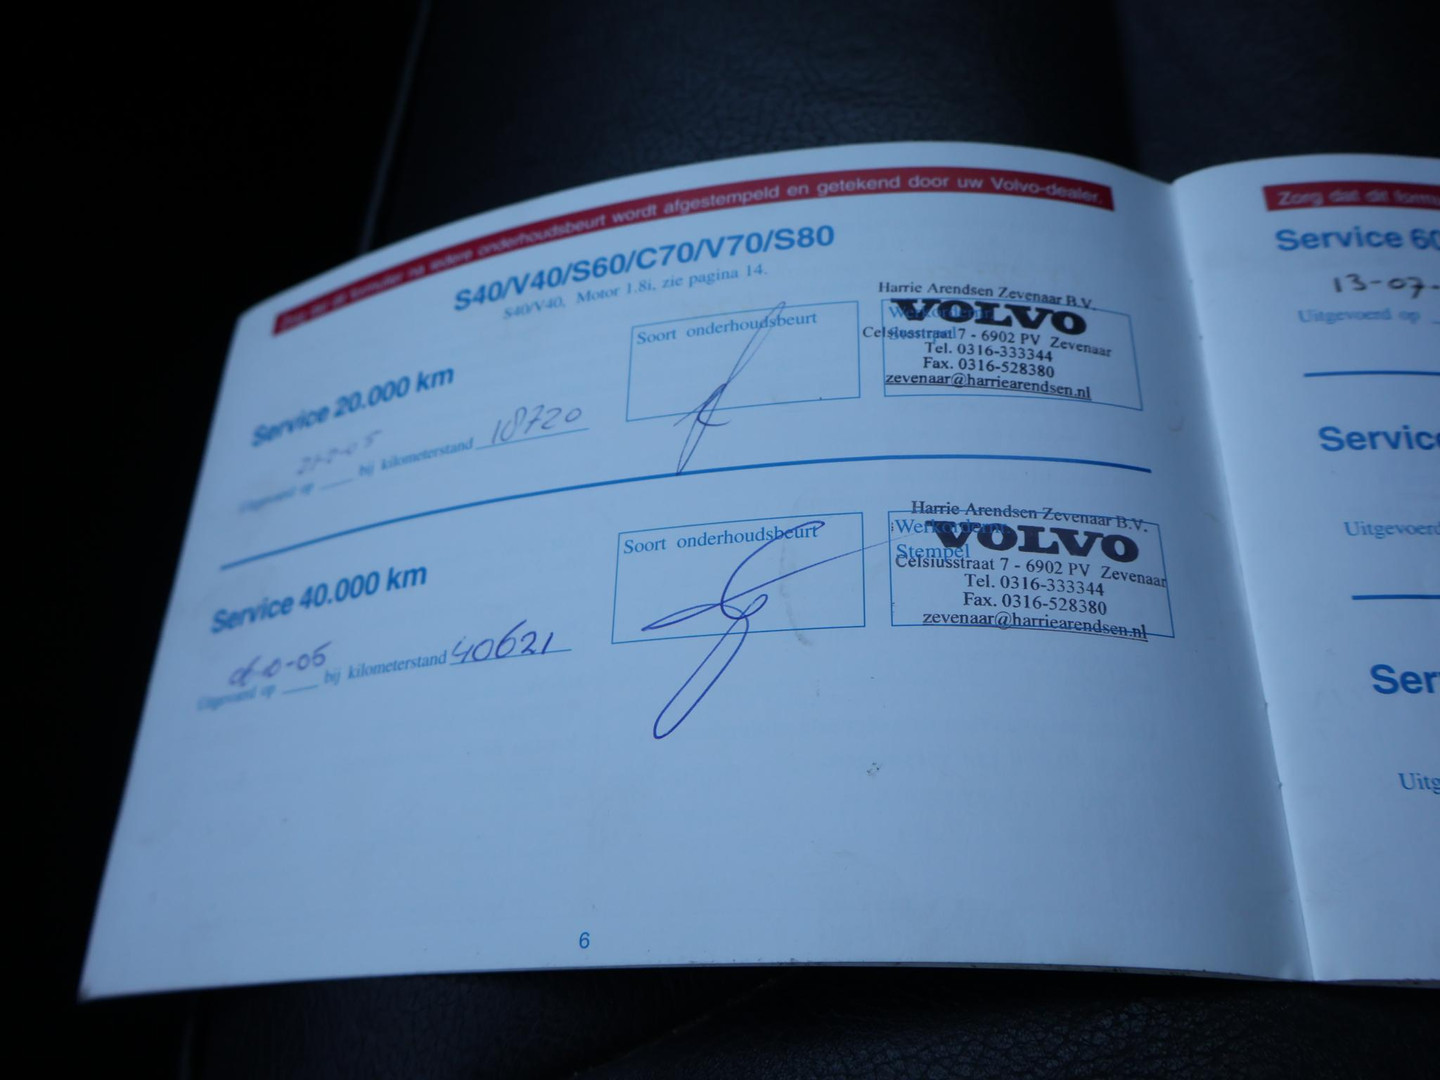 Zorg dat dit formulier na iedere onderhoudsbeurt wordt afgestempeld en getekend door uw Volvo-dealer.
S40/V40/S60/C70/V70/S80
S40/V40, Motor 1.8i, zie pagina 14.
Service 20.000 km
Uitgevoerd op bij kilometerstand 18720
Soort onderhoudsbeurt
Stempel
Harrie Arendsen Zevenaar B.V.
VOLVO
Celsiusstraat 7 - 6902 PV Zevenaar
Tel. 0316-333344
Fax. 0316-528380
zevenaar@harriearendsen.nl
Service 40.000 km
Uitgevoerd op bij kilometerstand 40621
Soort onderhoudsbeurt
Stempel
Harrie Arendsen Zevenaar B.V.
VOLVO
Celsiusstraat 7 - 6902 PV Zevenaar
Tel. 0316-333344
Fax. 0316-528380
zevenaar@harriearendsen.nl
6
Zorg dat dit formu
Service 60
13-07-
Uitgevoerd op
Service
Uitgevoerd
Ser
Uitg